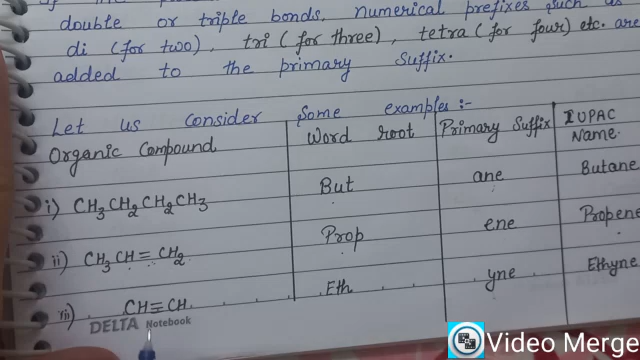 double or triple bonds, numerical prefixes such as
di (for two), tri (for three), tetra (for four) etc. are
added to the primary suffix.
Let us consider some examples :-
Organic Compound Word root Primary Suffix IUPAC Name
i) CH3CH2CH2CH3 But ane Butane
ii) CH3CH=CH2 Prop ene Propene
iii) CH≡CH Eth yne Ethyne
DELTA Notebook
Video Merge